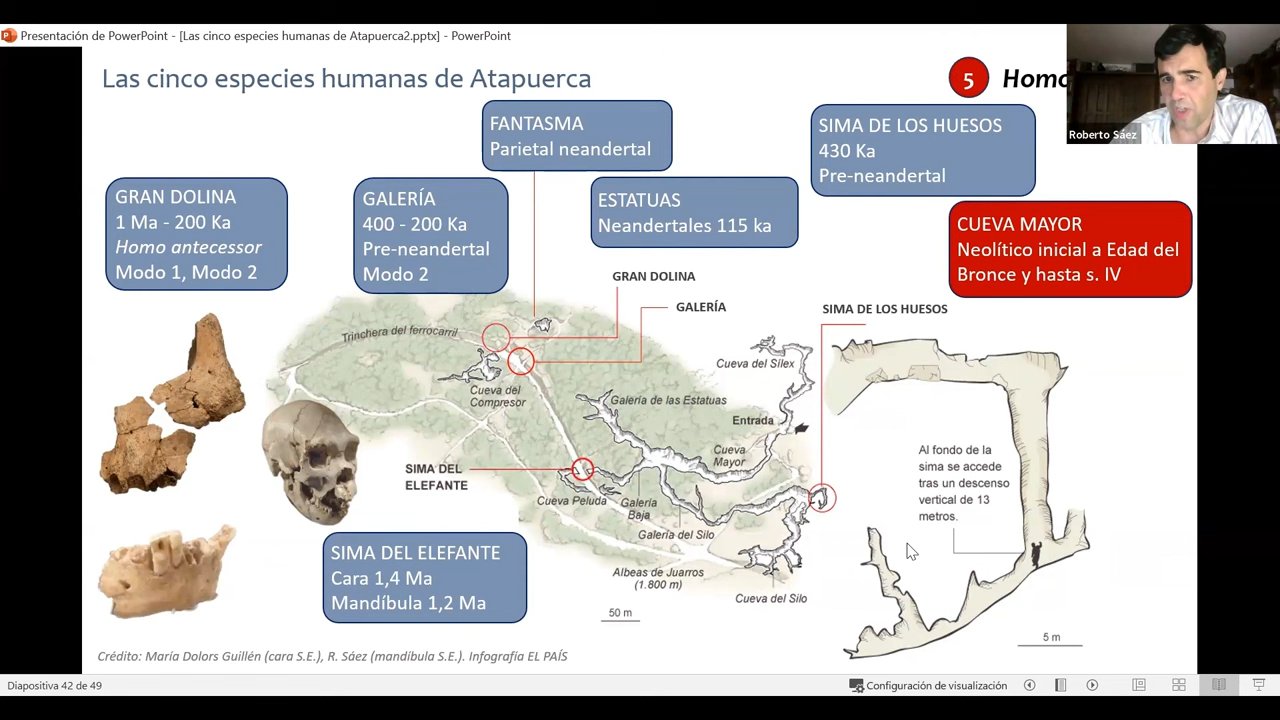 Presentación de PowerPoint - [Las cinco especies humanas de Atapuerca2.pptx] - PowerPoint
Las cinco especies humanas de Atapuerca
5
Homo
Roberto Sáez
FANTASMA
Parietal neandertal
SIMA DE LOS HUESOS
430 Ka
Pre-neandertal
GRAN DOLINA
1 Ma - 200 Ka
Homo antecessor
Modo 1, Modo 2
GALERÍA
400 - 200 Ka
Pre-neandertal
Modo 2
ESTATUAS
Neandertales 115 ka
CUEVA MAYOR
Neolítico inicial a Edad del
Bronce y hasta s. IV
GRAN DOLINA
GALERÍA
SIMA DE LOS HUESOS
Trinchera del ferrocarril
Cueva del Sílex
Cueva del
Compresor
Galería de las Estatuas
Entrada
Cueva
Mayor
SIMA DEL
ELEFANTE
Cueva Peluda
Galería
Baja
Galería del Silo
Al fondo de la
sima se accede
tras un descenso
vertical de 13
metros.
SIMA DEL ELEFANTE
Cara 1,4 Ma
Mandíbula 1,2 Ma
Albeas de Juarros
(1.800 m)
Cueva del Silo
50 m
5 m
Crédito: María Dolors Guillén (cara S.E.), R. Sáez (mandíbula S.E.). Infografía EL PAÍS
Diapositiva 42 de 49
Configuración de visualización